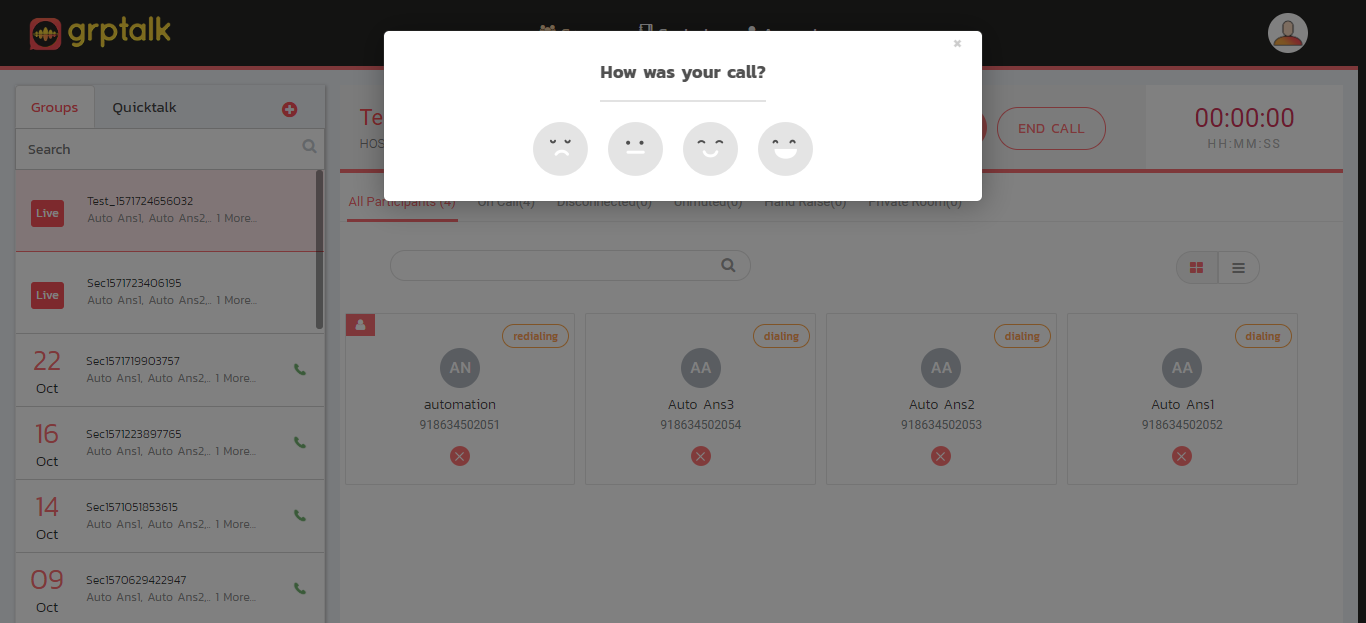 grptalk
How was your call?
Groups
Quicktalk
Search
Live
Test_1571724656032
Auto Ans1, Auto Ans2,.. 1 More...
Live
Sec1571723406195
Auto Ans1, Auto Ans2,.. 1 More...
22
Oct
Sec1571719903757
Auto Ans1, Auto Ans2,.. 1 More...
16
Oct
Sec1571223897765
Auto Ans1, Auto Ans2,.. 1 More...
14
Oct
Sec1571051853615
Auto Ans1, Auto Ans2,.. 1 More...
09
Oct
Sec1570629422947
Auto Ans1, Auto Ans2,.. 1 More...
END CALL
00:00:00
HH:MM:SS
All Participants (4)
On Call(4)
Disconnected(0)
Unmuted(0)
Hand Raise(0)
Private Room(0)
redialing
AN
automation
918634502051
dialing
AA
Auto Ans3
918634502054
dialing
AA
Auto Ans2
918634502053
dialing
AA
Auto Ans1
918634502052